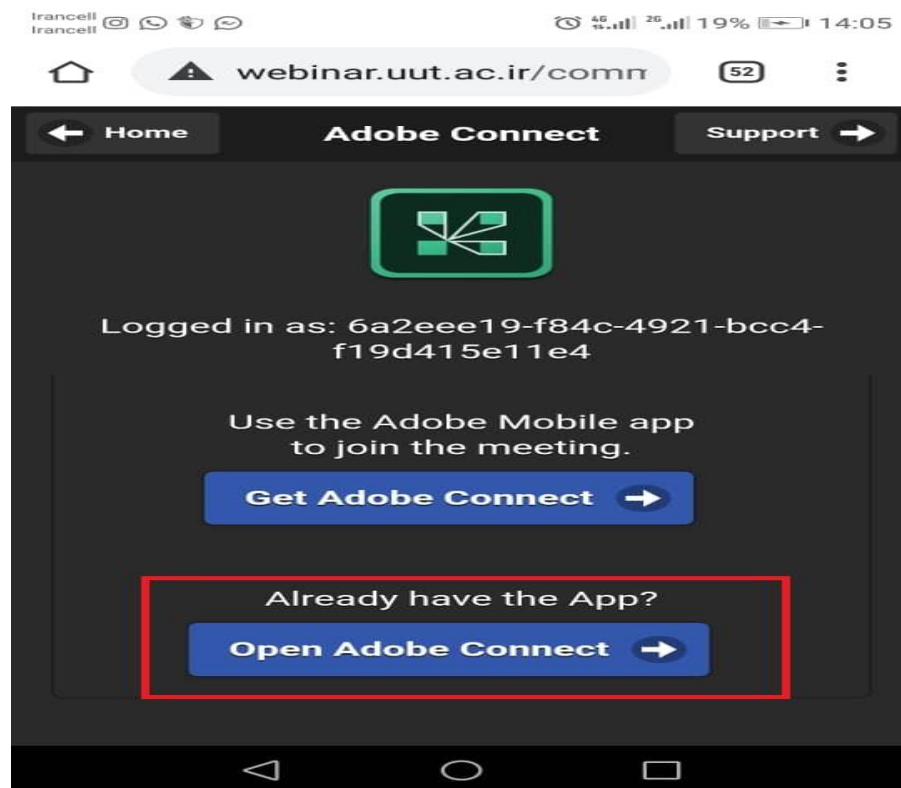 Irancell
Irancell
4G 2G 19% 14:05
webinar.uut.ac.ir/comm 52
Home Adobe Connect Support
Logged in as: 6a2eee19-f84c-4921-bcc4-
f19d415e11e4
Use the Adobe Mobile app
to join the meeting.
Get Adobe Connect
Already have the App?
Open Adobe Connect